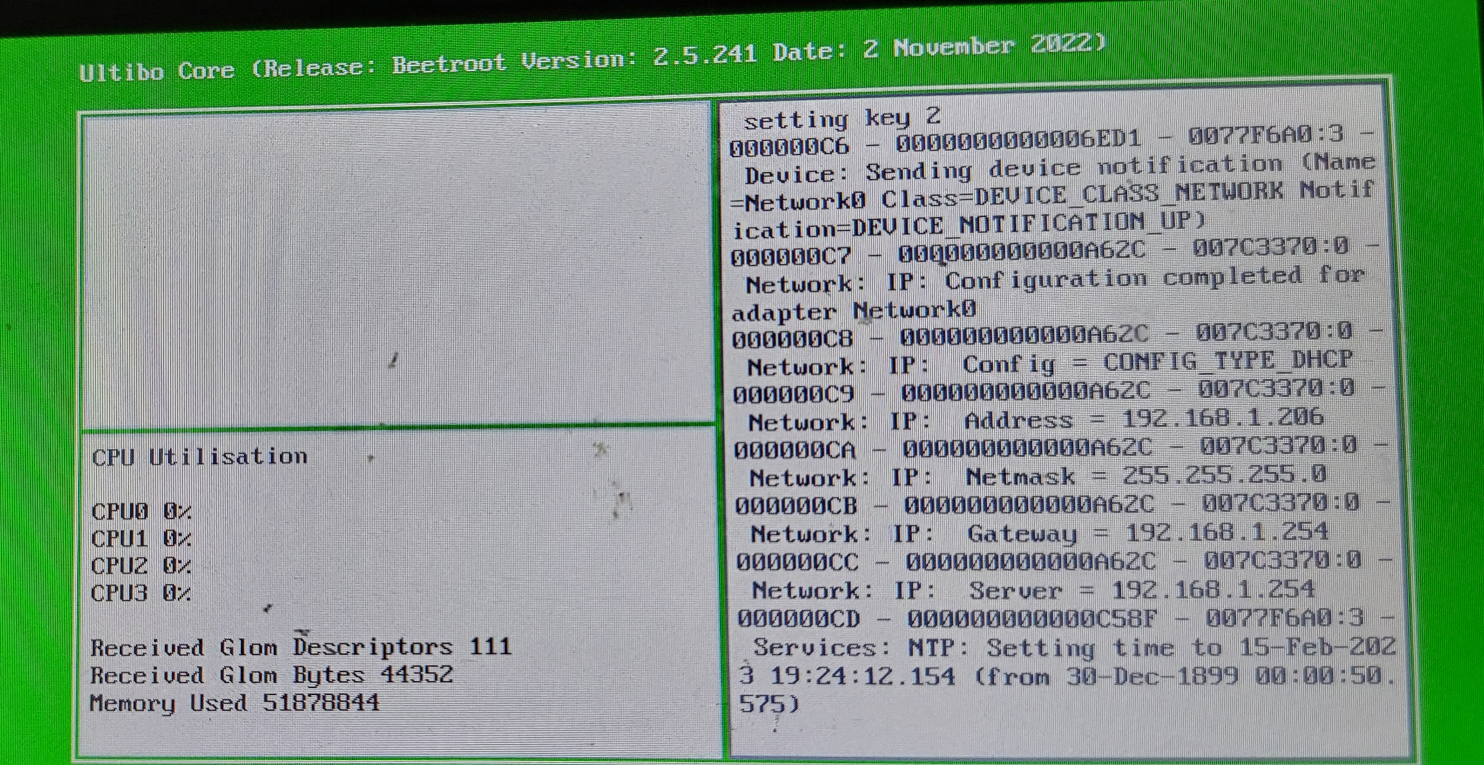 Ultibo Core (Release: Beetroot Version: 2.5.241 Date: 2 November 2022)
CPU Utilisation
CPU0 0%
CPU1 0%
CPU2 0%
CPU3 0%
Received Glom Descriptors 111
Received Glom Bytes 44352
Memory Used 51878844
setting key 2
000000C6 - 0000000000006ED1 - 0077F6A0:3 -
Device: Sending device notification (Name
=Network0 Class=DEVICE_CLASS_NETWORK Notif
ication=DEVICE_NOTIFICATION_UP)
000000C7 - 000000000000A62C - 007C3370:0 -
Network: IP: Configuration completed for
adapter Network0
000000C8 - 000000000000A62C - 007C3370:0 -
Network: IP:  Config = CONFIG_TYPE_DHCP
000000C9 - 000000000000A62C - 007C3370:0 -
Network: IP:  Address = 192.168.1.206
000000CA - 000000000000A62C - 007C3370:0 -
Network: IP:  Netmask = 255.255.255.0
000000CB - 000000000000A62C - 007C3370:0 -
Network: IP:  Gateway = 192.168.1.254
000000CC - 000000000000A62C - 007C3370:0 -
Network: IP:  Server = 192.168.1.254
000000CD - 000000000000C58F - 0077F6A0:3 -
Services: NTP: Setting time to 15-Feb-202
3 19:24:12.154 (from 30-Dec-1899 00:00:50.
575)